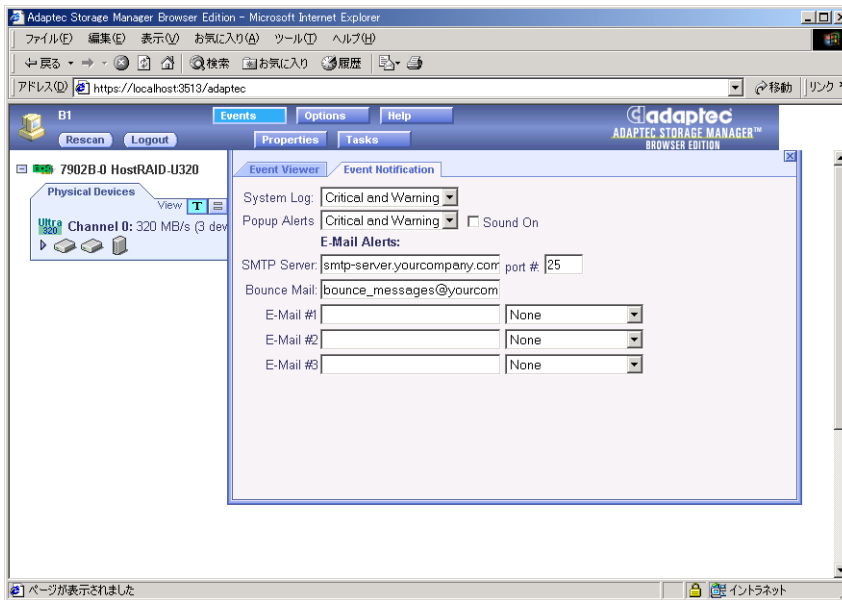 Adaptec Storage Manager Browser Edition - Microsoft Internet Explorer
ファイル(F) 編集(E) 表示(V) お気に入り(A) ツール(T) ヘルプ(H)
戻る 検索 お気に入り 履歴
アドレス(D) https://localhost:3513/adaptec 移動 リンク
B1 Events Options Help adaptec
Rescan Logout Properties Tasks ADAPTEC STORAGE MANAGER™
BROWSER EDITION
7902B-0 HostRAID-U320
Physical Devices
View T
Ultra 320 Channel 0: 320 MB/s (3 dev
Event Viewer Event Notification
System Log: Critical and Warning
Popup Alerts Critical and Warning Sound On
E-Mail Alerts:
SMTP Server: smtp-server.yourcompany.com port #: 25
Bounce Mail: bounce_messages@yourcom
E-Mail #1 None
E-Mail #2 None
E-Mail #3 None
ページが表示されました イントラネット